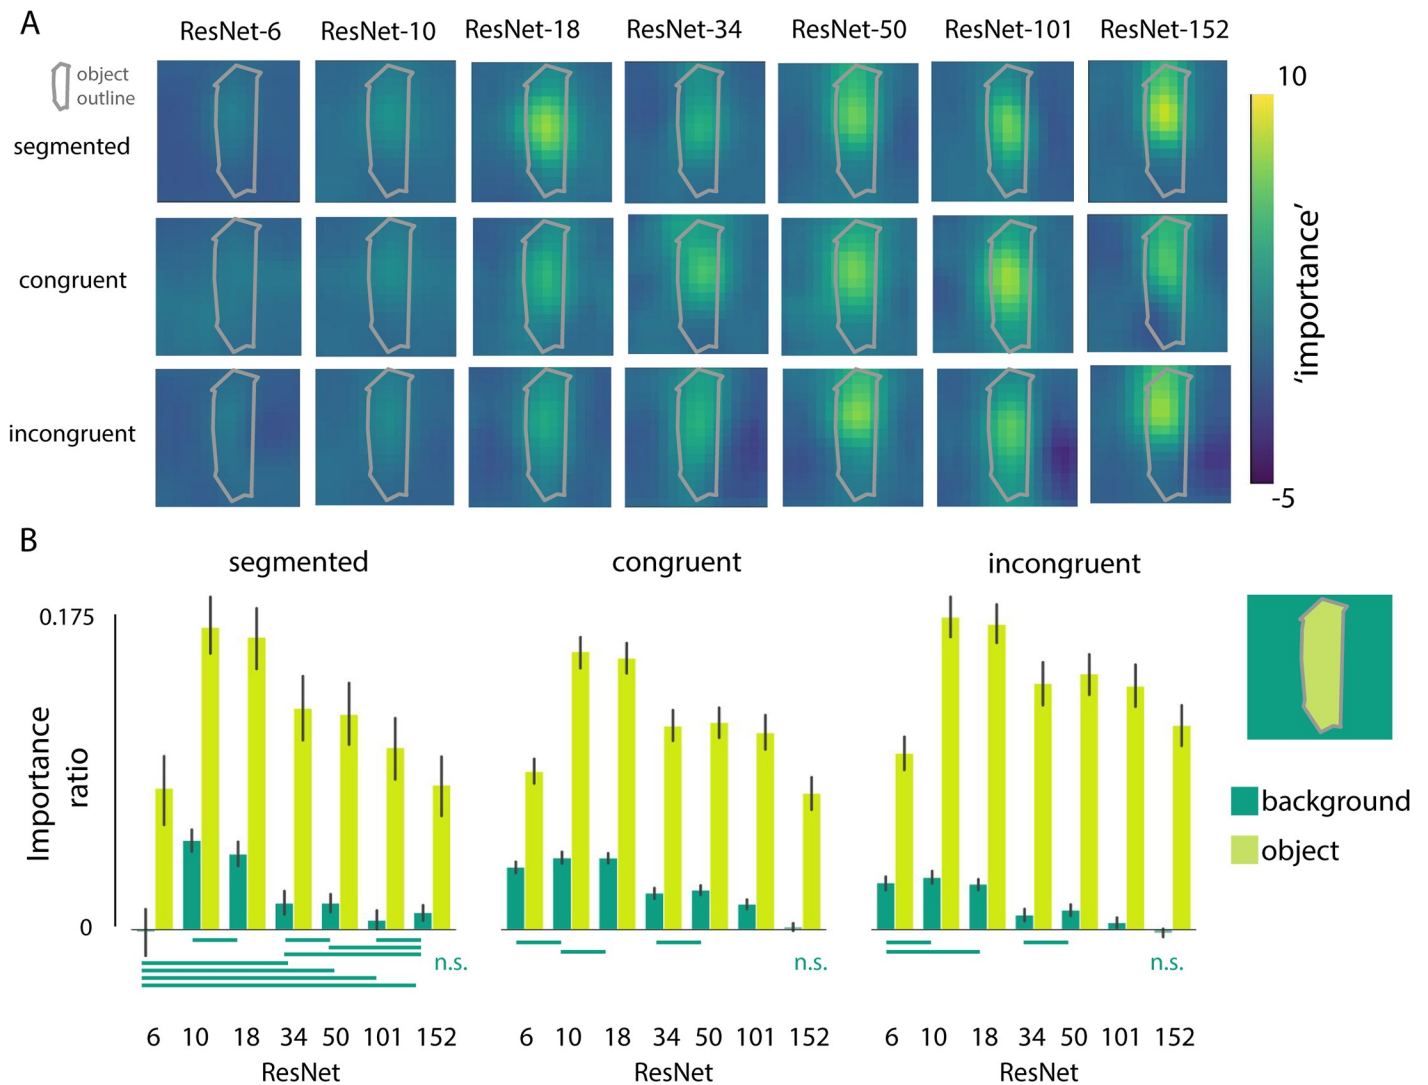 A
ResNet-6 ResNet-10 ResNet-18 ResNet-34 ResNet-50 ResNet-101 ResNet-152
object
outline
segmented
congruent
incongruent
10
'importance'
-5
B
segmented congruent incongruent
0.175
Importance
ratio
0
n.s. n.s. n.s.
6 10 18 34 50 101 152 6 10 18 34 50 101 152 6 10 18 34 50 101 152
ResNet ResNet ResNet
background
object